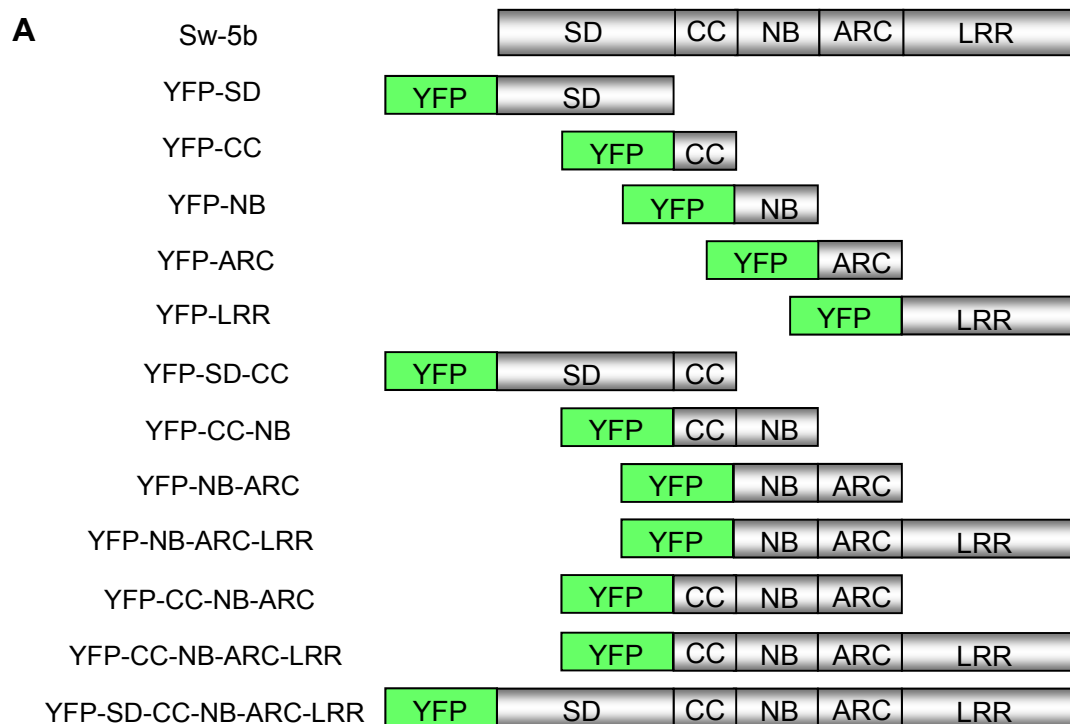 A
Sw-5b SD CC NB ARC LRR
YFP-SD YFP SD
YFP-CC YFP CC
YFP-NB YFP NB
YFP-ARC YFP ARC
YFP-LRR YFP LRR
YFP-SD-CC YFP SD CC
YFP-CC-NB YFP CC NB
YFP-NB-ARC YFP NB ARC
YFP-NB-ARC-LRR YFP NB ARC LRR
YFP-CC-NB-ARC YFP CC NB ARC
YFP-CC-NB-ARC-LRR YFP CC NB ARC LRR
YFP-SD-CC-NB-ARC-LRR YFP SD CC NB ARC LRR